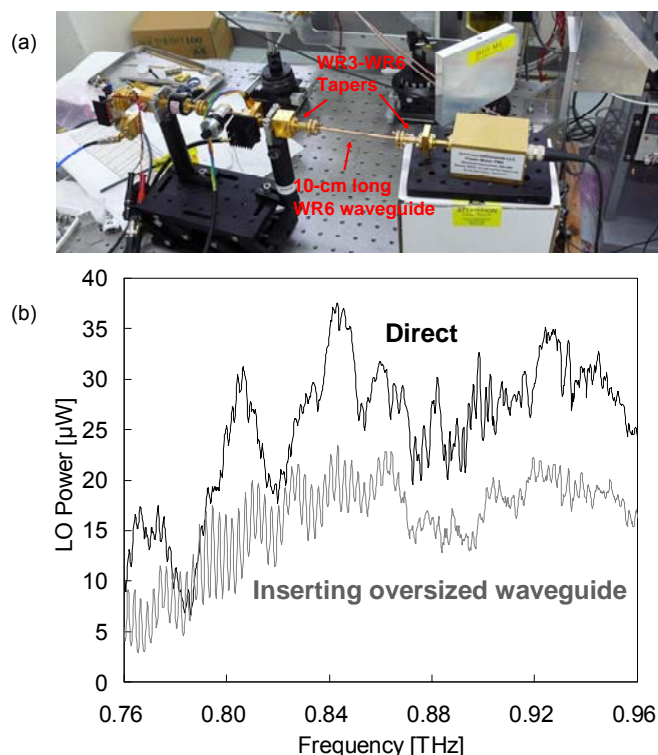 (a)
WR3-WR6
Tapers
10-cm long
WR6 waveguide
ATTENTION
(b)
40
35
30
25
20
15
10
5
0
LO Power [µW]
Direct
Inserting oversized waveguide
0.76
0.80
0.84
0.88
0.92
0.96
Frequency [THz]